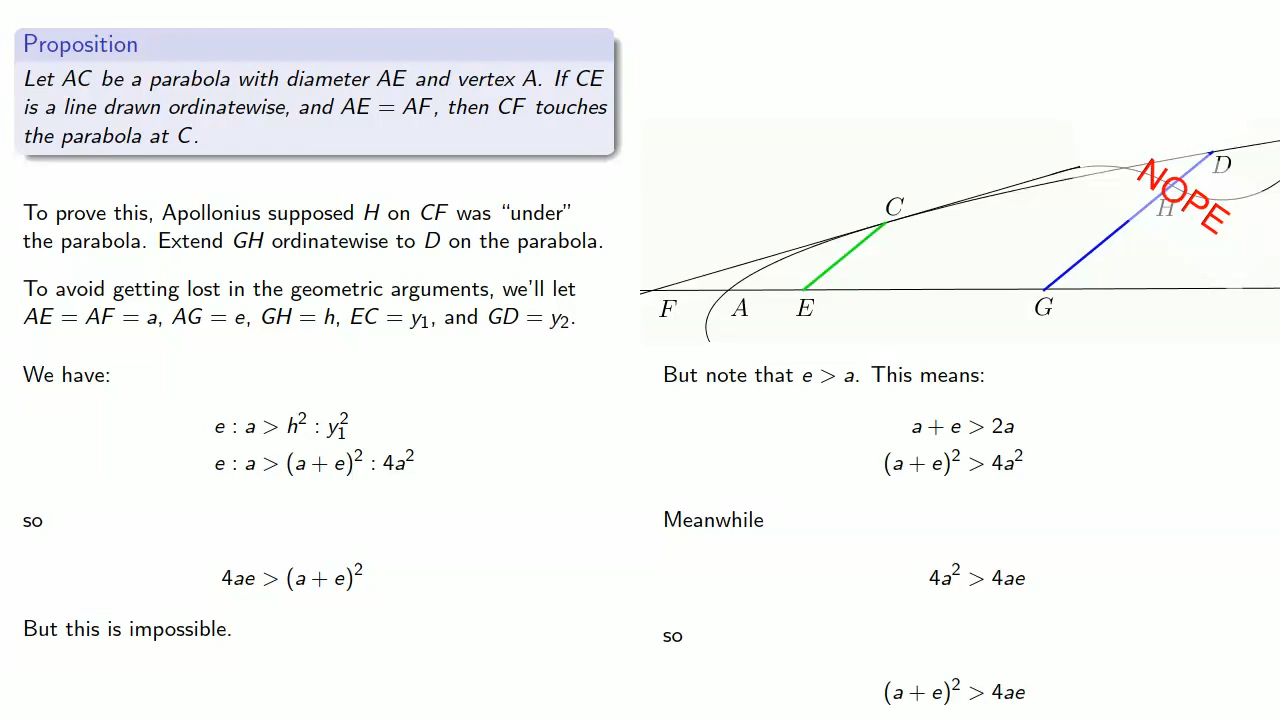 Proposition
Let AC be a parabola with diameter AE and vertex A. If CE
is a line drawn ordinatewise, and AE = AF, then CF touches
the parabola at C.
To prove this, Apollonius supposed H on CF was “under”
the parabola. Extend GH ordinatewise to D on the parabola.
To avoid getting lost in the geometric arguments, we'll let
AE = AF = a, AG = e, GH = h, EC = y₁, and GD = y₂.
We have:
e : a > h² : y₁²
e : a > (a + e)² : 4a²
so
4ae > (a + e)²
But this is impossible.
D
NOPE
H
C
F
A
E
G
But note that e > a. This means:
a + e > 2a
(a + e)² > 4a²
Meanwhile
4a² > 4ae
so
(a + e)² > 4ae